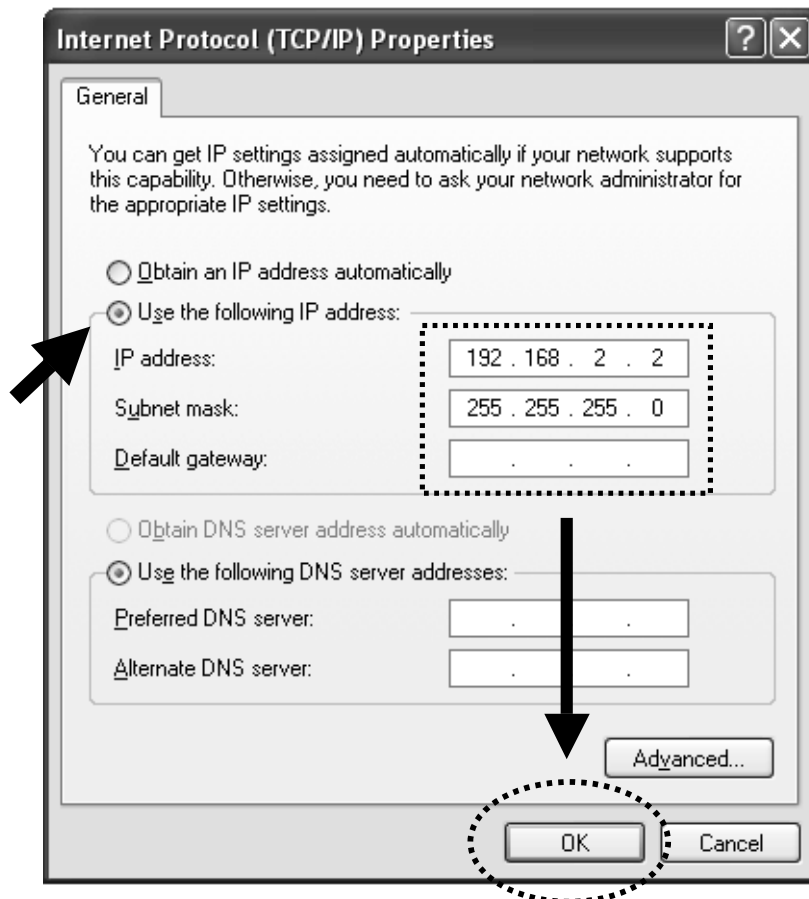 Internet Protocol (TCP/IP) Properties
General
You can get IP settings assigned automatically if your network supports
this capability. Otherwise, you need to ask your network administrator for
the appropriate IP settings.
Obtain an IP address automatically
Use the following IP address:
IP address: 192 . 168 . 2 . 2
Subnet mask: 255 . 255 . 255 . 0
Default gateway: . . .
Obtain DNS server address automatically
Use the following DNS server addresses:
Preferred DNS server: . .
Alternate DNS server: . .
Advanced...
OK Cancel